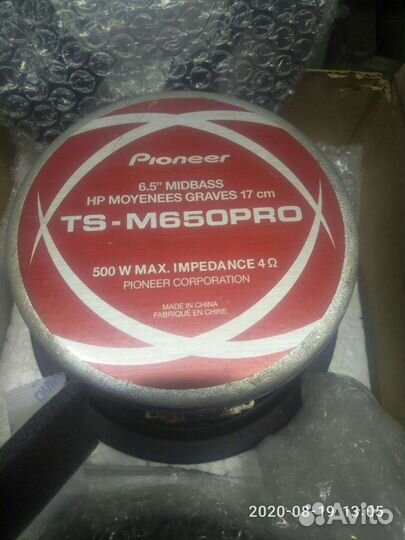 Pioneer
6.5" MIDBASS
HP MOYENEES GRAVES 17 cm
TS-M650PRO
500 W MAX. IMPEDANCE 4 Ω
PIONEER CORPORATION
MADE IN CHINA
FABRIQUÉ EN CHINE
2020-08-19 13:05
Avito